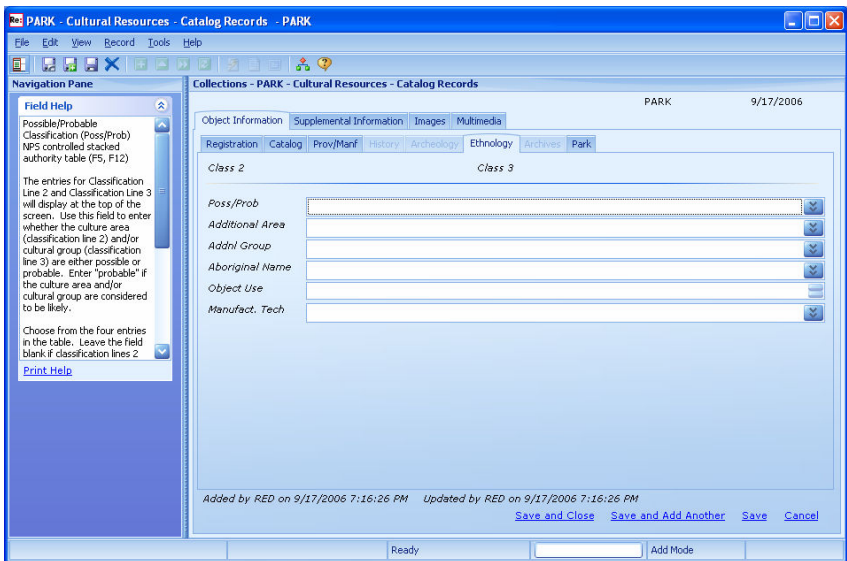 Re: PARK - Cultural Resources - Catalog Records - PARK
File Edit View Record Tools Help
Navigation Pane
Field Help
Possible/Probable
Classification (Poss/Prob)
NPS controlled stacked
authority table (F5, F12)
The entries for Classification
Line 2 and Classification Line 3
will display at the top of the
screen. Use this field to enter
whether the culture area
(classification line 2) and/or
cultural group (classification
line 3) are either possible or
probable. Enter "probable" if
the culture area and/or
cultural group are considered
to be likely.
Choose from the four entries
in the table. Leave the field
blank if classification lines 2
Print Help
Collections - PARK - Cultural Resources - Catalog Records
PARK 9/17/2006
Object Information Supplemental Information Images Multimedia
Registration Catalog Prov/Manf History Archeology Ethnology Archives Park
Class 2 Class 3
Poss/Prob
Additional Area
Addnl Group
Aboriginal Name
Object Use
Manufact. Tech
Added by RED on 9/17/2006 7:16:26 PM Updated by RED on 9/17/2006 7:16:26 PM
Save and Close Save and Add Another Save Cancel
Ready Add Mode